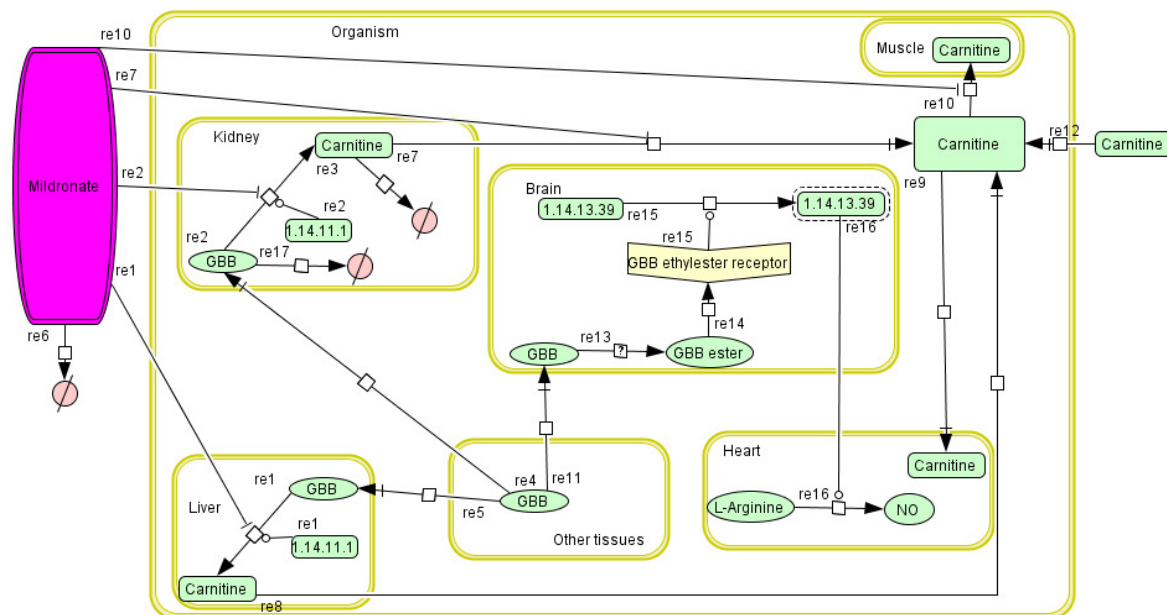 re10
Organism
Muscle
Carnitine
re7
re10
re12
Kidney
Carnitine
re7
re3
Carnitine
Carnitine
re9
Mildronate
re2
re2
1.14.11.1
re2
GBB
re17
Brain
1.14.13.39
re15
1.14.13.39
re16
re15
GBB ethylester receptor
re1
re14
re13
?
GBB
GBB ester
re6
Heart
Carnitine
re1
GBB
re4
re11
GBB
re5
Liver
re1
1.14.11.1
Other tissues
re16
L-Arginine
NO
Carnitine
re8